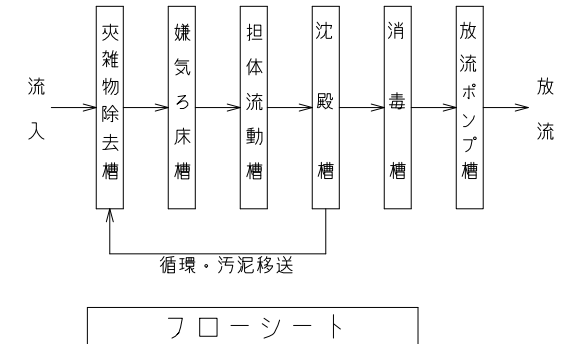 流入
夾雑物除去槽
嫌気ろ床槽
担体流動槽
沈殿槽
消毒槽
放流ポンプ槽
放流
循環・汚泥移送
フローシート